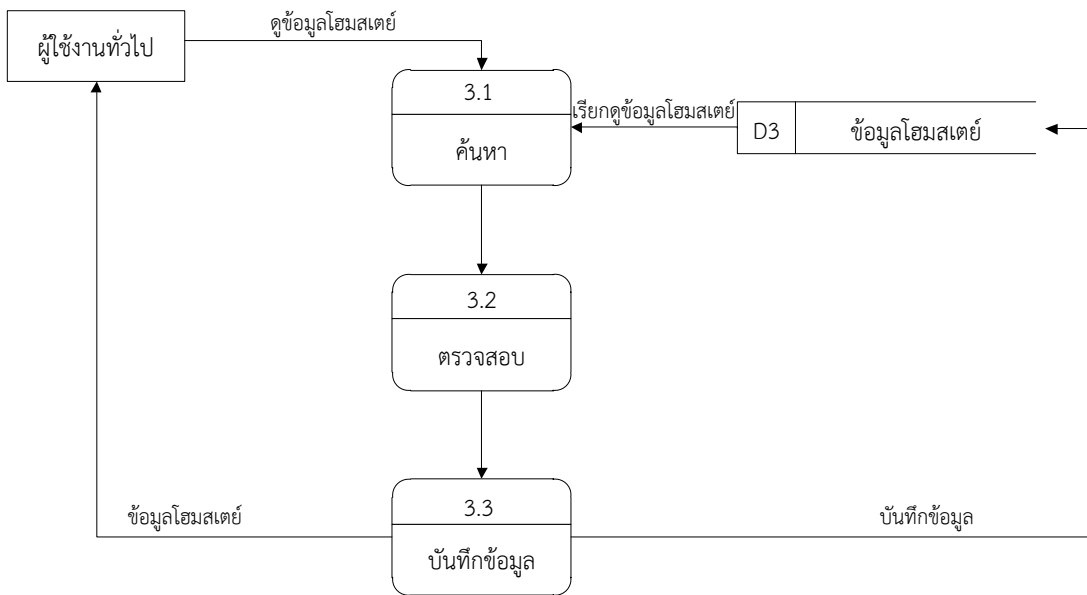 ดูข้อมูลโฮมสเตย์
ผู้ใช้งานทั่วไป
3.1
ค้นหา
เรียกดูข้อมูลโฮมสเตย์
D3
ข้อมูลโฮมสเตย์
3.2
ตรวจสอบ
3.3
บันทึกข้อมูล
ข้อมูลโฮมสเตย์
บันทึกข้อมูล